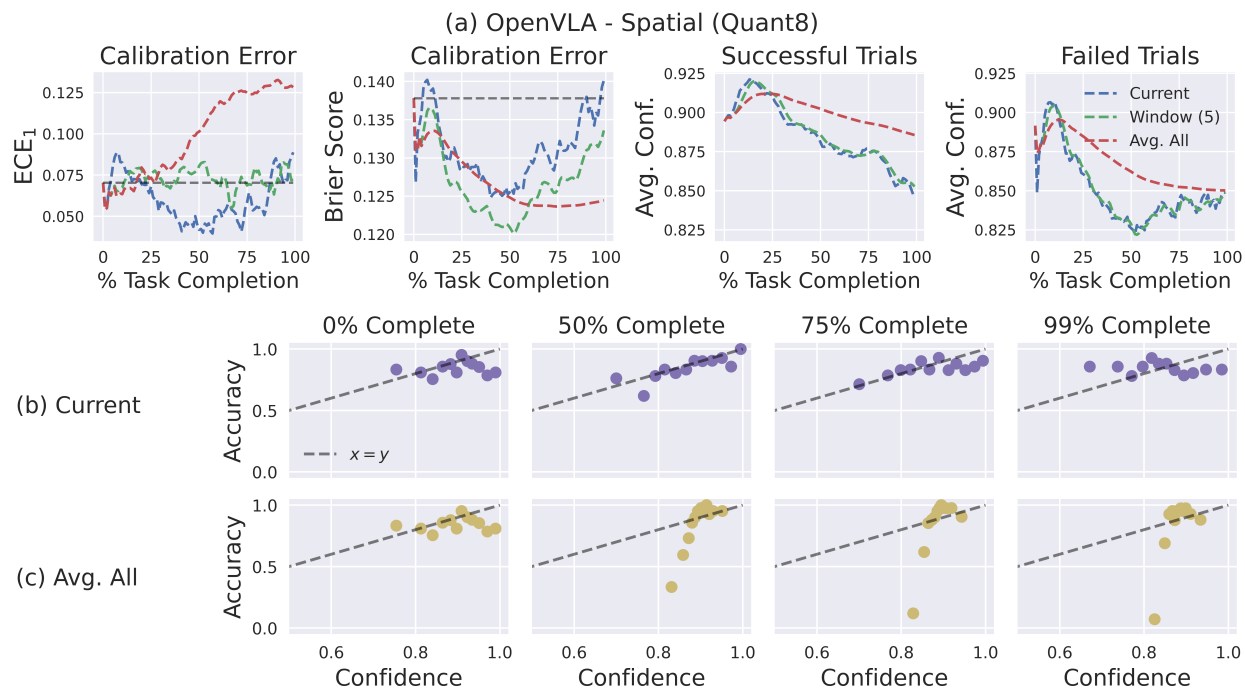 (a) OpenVLA - Spatial (Quant8)
Calibration Error
Calibration Error
Successful Trials
Failed Trials
ECE₁
0.125
0.100
0.075
0.050
0 25 50 75 100
% Task Completion
Brier Score
0.140
0.135
0.130
0.125
0.120
0 25 50 75 100
% Task Completion
Avg. Conf.
0.925
0.900
0.875
0.850
0.825
0 25 50 75 100
% Task Completion
Avg. Conf.
0.925
0.900
0.875
0.850
0.825
Current
Window (5)
Avg. All
0 25 50 75 100
% Task Completion
0% Complete
50% Complete
75% Complete
99% Complete
(b) Current
Accuracy
1.0
0.5
0.0
x = y
(c) Avg. All
Accuracy
1.0
0.5
0.0
0.6 0.8 1.0
Confidence
0.6 0.8 1.0
Confidence
0.6 0.8 1.0
Confidence
0.6 0.8 1.0
Confidence